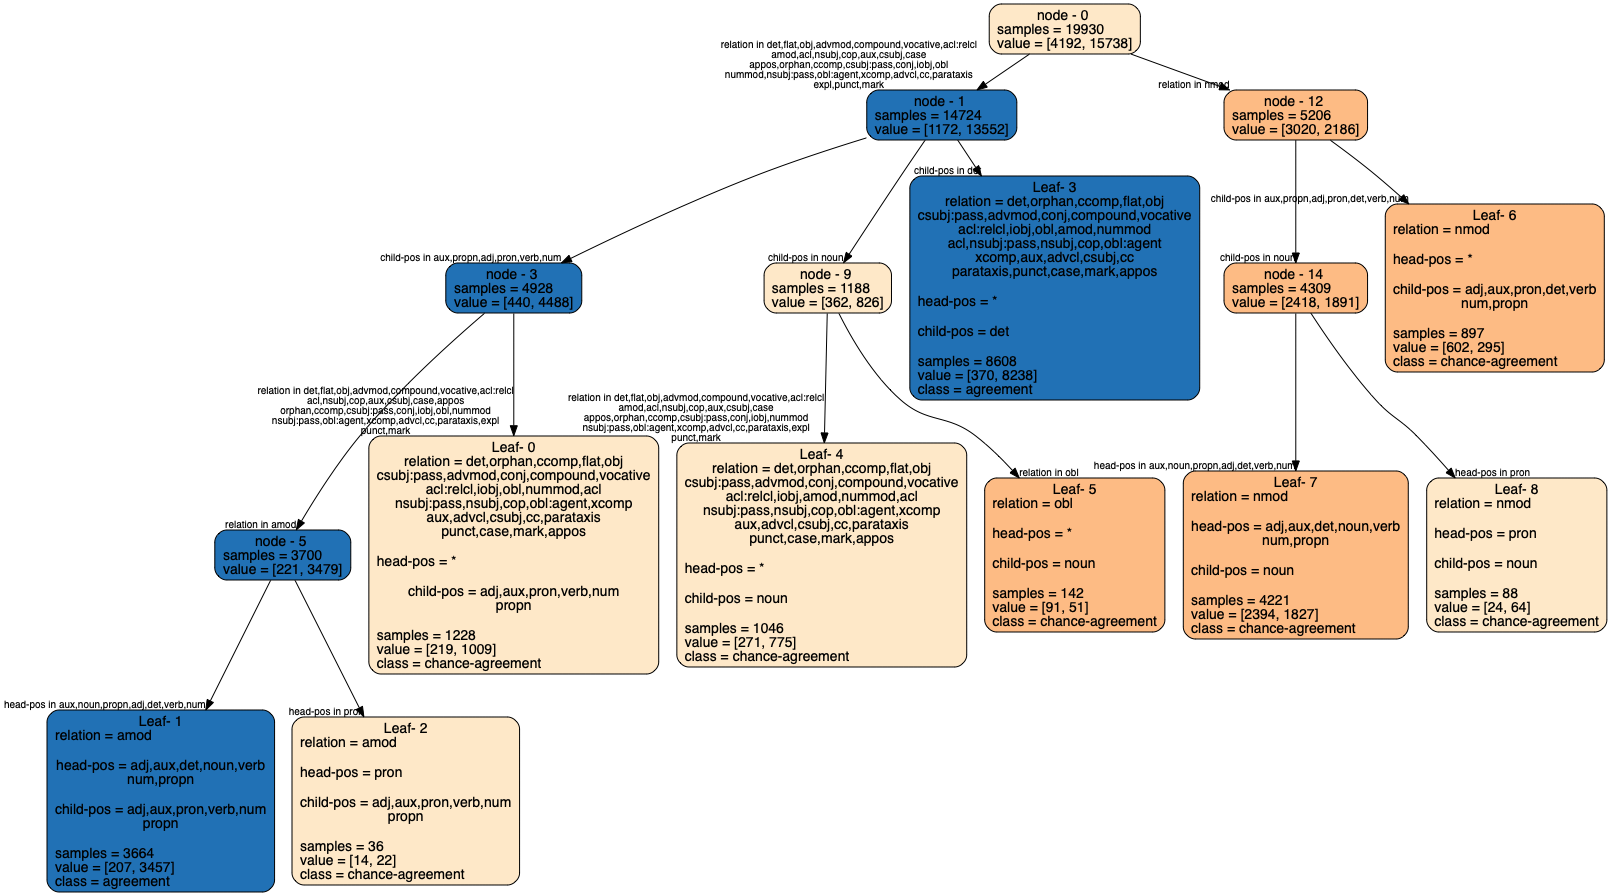 node - 0
samples = 19930
value = [4192, 15738]
relation in det,flat,obj,advmod,compound,vocative,acl:relcl
amod,acl,nsubj,cop,aux,csubj,case
appos,orphan,ccomp,csubj:pass,conj,iobj,obl
nummod,nsubj:pass,obl:agent,xcomp,advcl,cc,parataxis
expl,punct,mark
relation in nmod
node - 1
samples = 14724
value = [1172, 13552]
node - 12
samples = 5206
value = [3020, 2186]
child-pos in det
Leaf- 3
relation = det,orphan,ccomp,flat,obj
csubj:pass,advmod,conj,compound,vocative
acl:relcl,iobj,obl,amod,nummod
acl,nsubj:pass,nsubj,cop,obl:agent
xcomp,aux,advcl,csubj,cc
parataxis,punct,case,mark,appos
head-pos = *
child-pos = det
samples = 8608
value = [370, 8238]
class = agreement
child-pos in aux,propn,adj,pron,det,verb,num
Leaf- 6
relation = nmod
head-pos = *
child-pos = adj,aux,pron,det,verb
num,propn
samples = 897
value = [602, 295]
class = chance-agreement
child-pos in aux,propn,adj,pron,verb,num
node - 3
samples = 4928
value = [440, 4488]
child-pos in noun
node - 9
samples = 1188
value = [362, 826]
child-pos in noun
node - 14
samples = 4309
value = [2418, 1891]
relation in det,flat,obj,advmod,compound,vocative,acl:relcl
acl,nsubj,cop,aux,csubj,case,appos
orphan,ccomp,csubj:pass,conj,iobj,obl,nummod
nsubj:pass,obl:agent,xcomp,advcl,cc,parataxis,expl
punct,mark
Leaf- 0
relation = det,orphan,ccomp,flat,obj
csubj:pass,advmod,conj,compound,vocative
acl:relcl,iobj,obl,nummod,acl
nsubj:pass,nsubj,cop,obl:agent,xcomp
aux,advcl,csubj,cc,parataxis
punct,case,mark,appos
head-pos = *
child-pos = adj,aux,pron,verb,num
propn
samples = 1228
value = [219, 1009]
class = chance-agreement
relation in det,flat,obj,advmod,compound,vocative,acl:relcl
amod,acl,nsubj,cop,aux,csubj,case
appos,orphan,ccomp,csubj:pass,conj,iobj,nummod
nsubj:pass,obl:agent,xcomp,advcl,cc,parataxis,expl
punct,mark
Leaf- 4
relation = det,orphan,ccomp,flat,obj
csubj:pass,advmod,conj,compound,vocative
acl:relcl,iobj,amod,nummod,acl
nsubj:pass,nsubj,cop,obl:agent,xcomp
aux,advcl,csubj,cc,parataxis
punct,case,mark,appos
head-pos = *
child-pos = noun
samples = 1046
value = [271, 775]
class = chance-agreement
relation in obl
Leaf- 5
relation = obl
head-pos = *
child-pos = noun
samples = 142
value = [91, 51]
class = chance-agreement
head-pos in aux,noun,propn,adj,det,verb,num
Leaf- 7
relation = nmod
head-pos = adj,aux,det,noun,verb
num,propn
child-pos = noun
samples = 4221
value = [2394, 1827]
class = chance-agreement
head-pos in pron
Leaf- 8
relation = nmod
head-pos = pron
child-pos = noun
samples = 88
value = [24, 64]
class = chance-agreement
relation in amod
node - 5
samples = 3700
value = [221, 3479]
head-pos in aux,noun,propn,adj,det,verb,num
Leaf- 1
relation = amod
head-pos = adj,aux,det,noun,verb
num,propn
child-pos = adj,aux,pron,verb,num
propn
samples = 3664
value = [207, 3457]
class = agreement
head-pos in pron
Leaf- 2
relation = amod
head-pos = pron
child-pos = adj,aux,pron,verb,num
propn
samples = 36
value = [14, 22]
class = chance-agreement